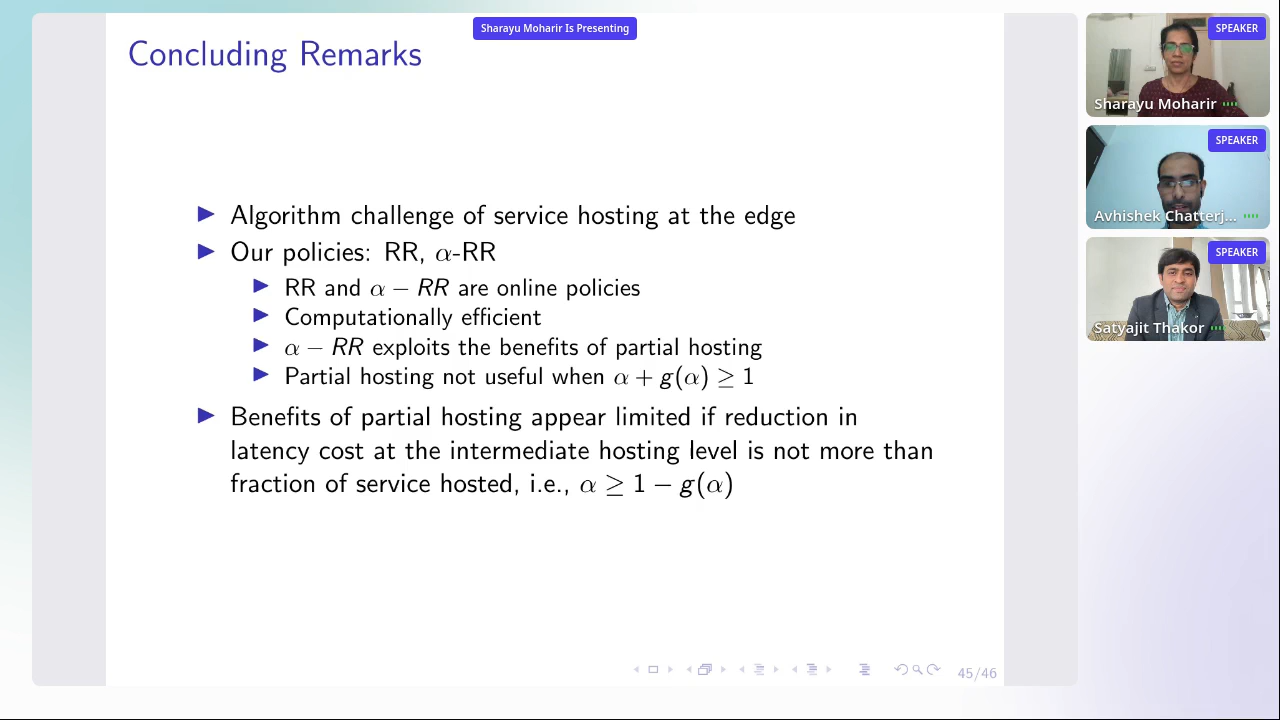 Sharayu Moharir Is Presenting
Concluding Remarks
Algorithm challenge of service hosting at the edge
Our policies: RR, α-RR
RR and α − RR are online policies
Computationally efficient
α − RR exploits the benefits of partial hosting
Partial hosting not useful when α + g(α) ≥ 1
Benefits of partial hosting appear limited if reduction in
latency cost at the intermediate hosting level is not more than
fraction of service hosted, i.e., α ≥ 1 − g(α)
45/46
SPEAKER
Sharayu Moharir
SPEAKER
Avhishek Chatterj...
SPEAKER
Satyajit Thakor